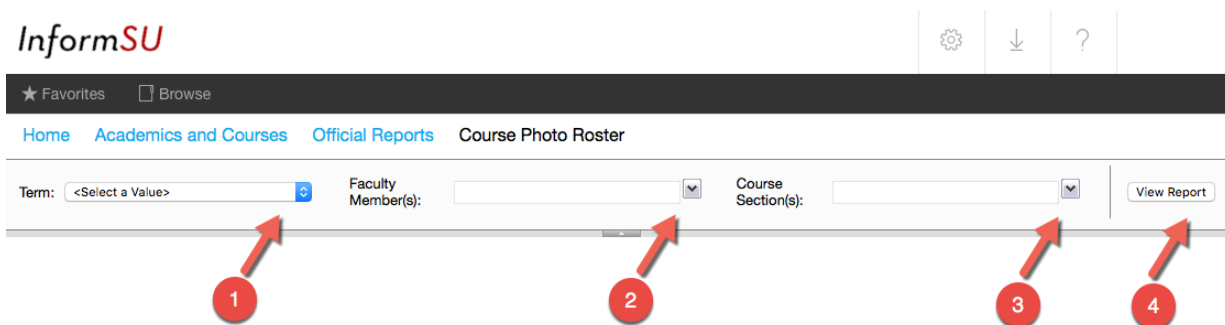 InformSU
?
★ Favorites Browse
Home Academics and Courses Official Reports Course Photo Roster
Term: <Select a Value> Faculty Member(s): Course Section(s): View Report
1 2 3 4